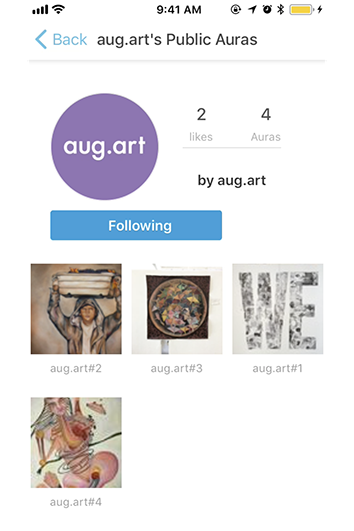 9:41 AM
Back aug.art's Public Auras
aug.art
2 4
likes Auras
by aug.art
Following
WE
aug.art#2 aug.art#3 aug.art#1
aug.art#4